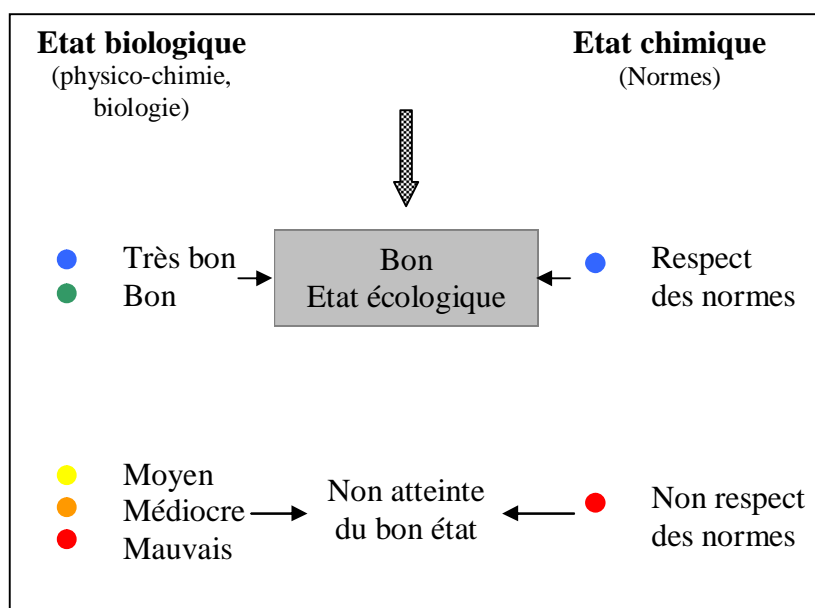 Etat biologique
(physico-chimie,
biologie)
Etat chimique
(Normes)
Très bon
Bon
Bon
Etat écologique
Respect
des normes
Moyen
Médiocre
Mauvais
Non atteinte
du bon état
Non respect
des normes